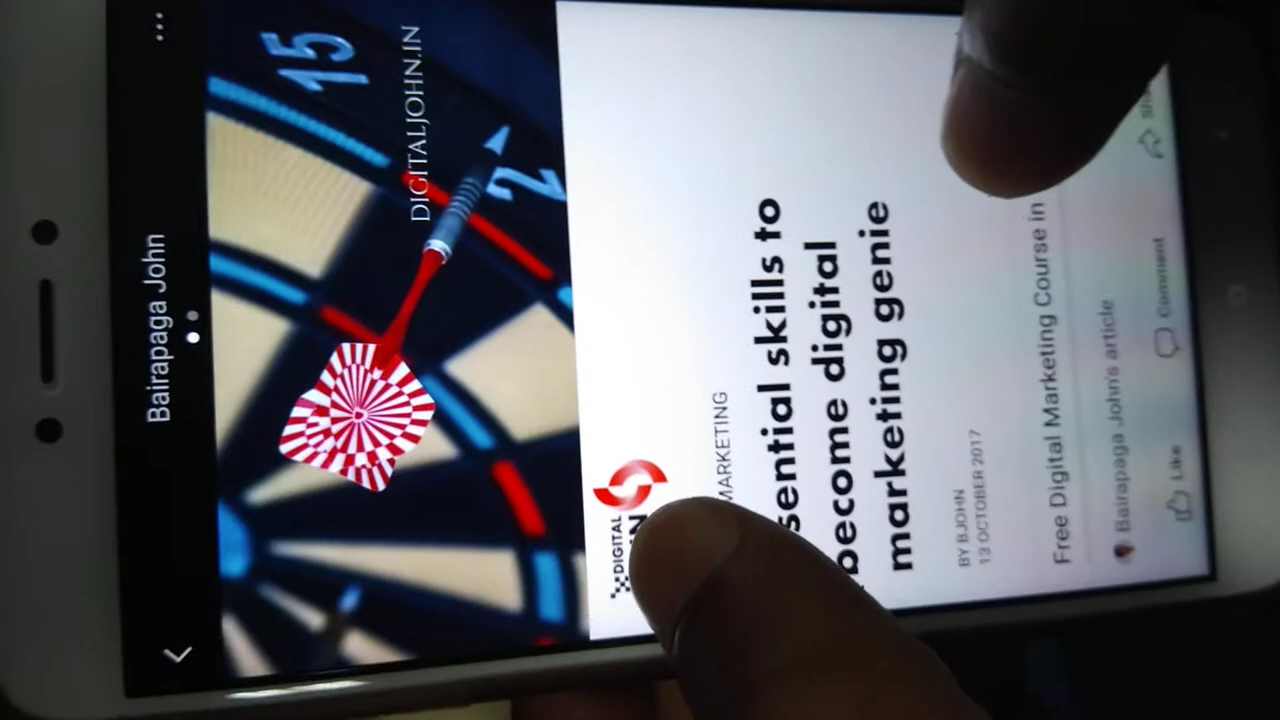 Bairapaga John
15
2
DIGITALJOHN.IN
DIGITAL
MARKETING
sential skills to
become digital
marketing genie
BY BJOHN
13 OCTOBER 2017
Free Digital Marketing Course in
Bairapaga John's article
Like
Comment